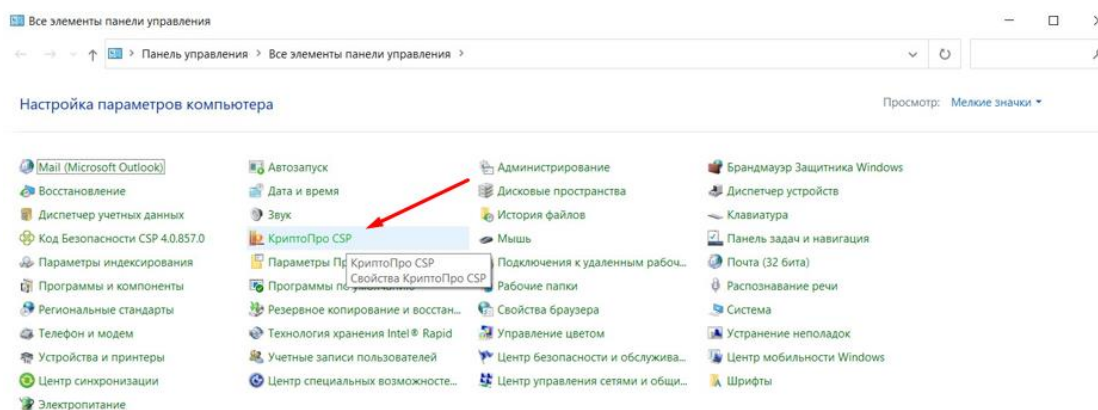 Все элементы панели управления
Панель управления > Все элементы панели управления >
Настройка параметров компьютера
Просмотр: Мелкие значки
Mail (Microsoft Outlook)
Автозапуск
Администрирование
Брандмауэр Защитника Windows
Восстановление
Дата и время
Дисковые пространства
Диспетчер устройств
Диспетчер учетных данных
Звук
История файлов
Клавиатура
Код Безопасности CSP 4.0.857.0
КриптоПро CSP
Мышь
Панель задач и навигация
КриптоПро CSP
Свойства КриптоПро CSP
Параметры индексирования
Параметры
Подключения к удаленным рабоч...
Почта (32 бита)
Программы и компоненты
Программы по
Рабочие папки
Распознавание речи
Региональные стандарты
Резервное копирование и восстан...
Свойства браузера
Система
Телефон и модем
Технология хранения Intel® Rapid
Управление цветом
Устранение неполадок
Устройства и принтеры
Учетные записи пользователей
Центр безопасности и обслужива...
Центр мобильности Windows
Центр синхронизации
Центр специальных возможносте...
Центр управления сетями и общи...
Шрифты
Электропитание